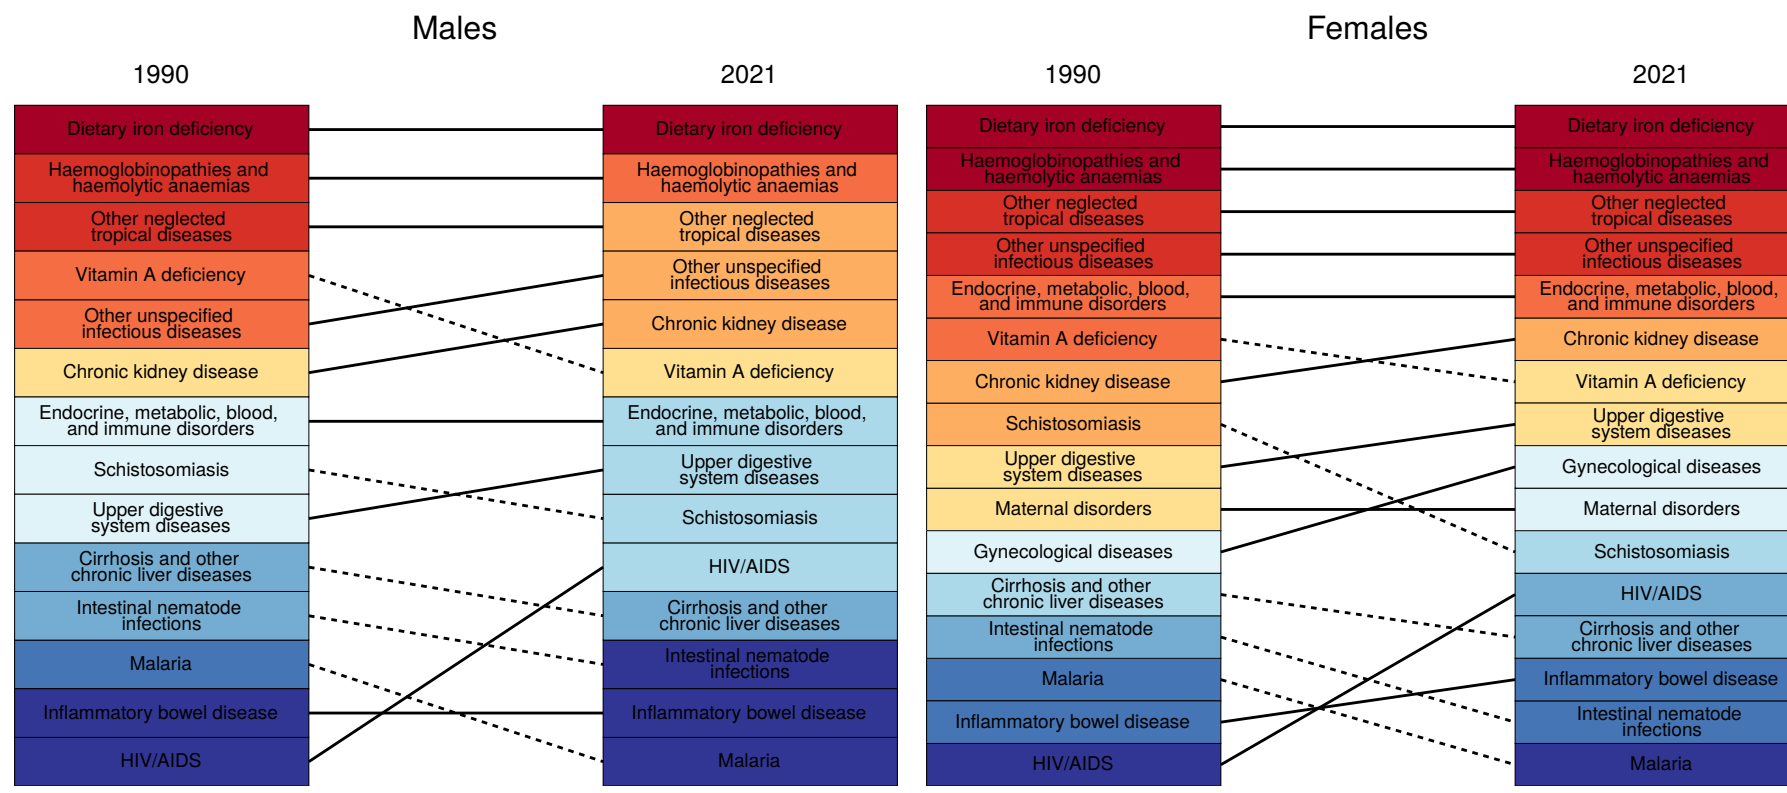 Males
1990
2021
Dietary iron deficiency
Haemoglobinopathies and
haemolytic anaemias
Other neglected
tropical diseases
Vitamin A deficiency
Other unspecified
infectious diseases
Chronic kidney disease
Endocrine, metabolic, blood,
and immune disorders
Schistosomiasis
Upper digestive
system diseases
Cirrhosis and other
chronic liver diseases
Intestinal nematode
infections
Malaria
Inflammatory bowel disease
HIV/AIDS
Dietary iron deficiency
Haemoglobinopathies and
haemolytic anaemias
Other neglected
tropical diseases
Other unspecified
infectious diseases
Chronic kidney disease
Vitamin A deficiency
Endocrine, metabolic, blood,
and immune disorders
Upper digestive
system diseases
Schistosomiasis
HIV/AIDS
Cirrhosis and other
chronic liver diseases
Intestinal nematode
infections
Inflammatory bowel disease
Malaria
Females
1990
2021
Dietary iron deficiency
Haemoglobinopathies and
haemolytic anaemias
Other neglected
tropical diseases
Other unspecified
infectious diseases
Endocrine, metabolic, blood,
and immune disorders
Vitamin A deficiency
Chronic kidney disease
Schistosomiasis
Upper digestive
system diseases
Maternal disorders
Gynecological diseases
Cirrhosis and other
chronic liver diseases
Intestinal nematode
infections
Malaria
Inflammatory bowel disease
HIV/AIDS
Dietary iron deficiency
Haemoglobinopathies and
haemolytic anaemias
Other neglected
tropical diseases
Other unspecified
infectious diseases
Endocrine, metabolic, blood,
and immune disorders
Chronic kidney disease
Vitamin A deficiency
Upper digestive
system diseases
Gynecological diseases
Maternal disorders
Schistosomiasis
HIV/AIDS
Cirrhosis and other
chronic liver diseases
Inflammatory bowel disease
Intestinal nematode
infections
Malaria